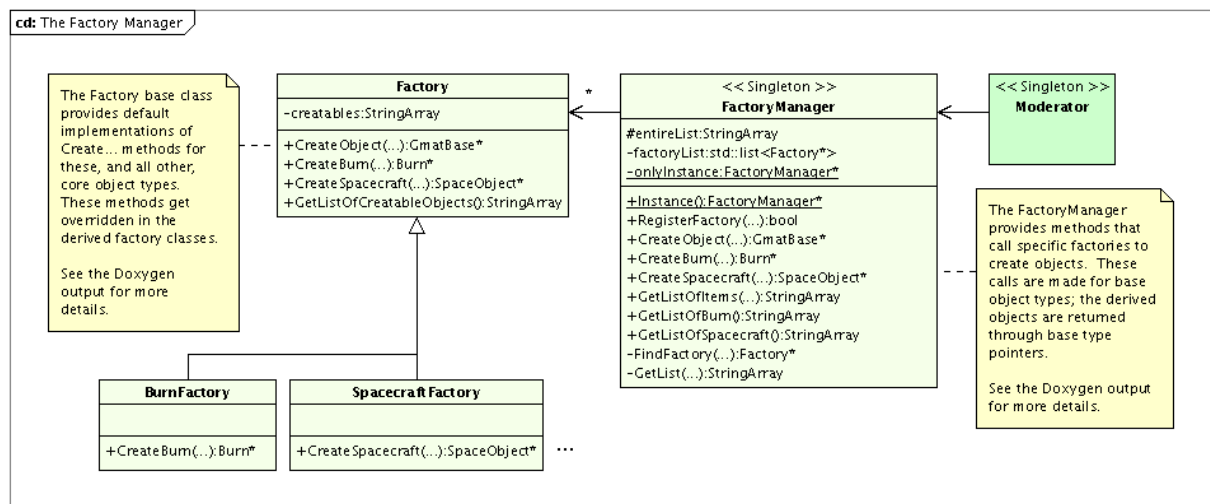 cd: The Factory Manager
The Factory base class
provides default
implementations of
Create... methods for
these, and all other,
core object types.
These methods get
overridden in the
derived factory classes.
See the Doxygen
output for more
details.
Factory
-creatables:StringArray
+CreateObject(...):GmatBase*
+CreateBurn(...):Burn*
+CreateSpacecraft(...):SpaceObject*
+GetListOfCreatableObjects():StringArray
*
<< Singleton >>
FactoryManager
#entireList:StringArray
-factoryList:std::list<Factory*>
-onlyInstance:FactoryManager*
+Instance():FactoryManager*
+RegisterFactory(...):bool
+CreateObject(...):GmatBase*
+CreateBurn(...):Burn*
+CreateSpacecraft(...):SpaceObject*
+GetListOfItems(...):StringArray
+GetListOfBurn():StringArray
+GetListOfSpacecraft():StringArray
-FindFactory(...):Factory*
-GetList(...):StringArray
<< Singleton >>
Moderator
The FactoryManager
provides methods that
call specific factories to
create objects. These
calls are made for base
object types; the derived
objects are returned
through base type
pointers.
See the Doxygen output
for more details.
BurnFactory
+CreateBurn(...):Burn*
SpacecraftFactory
+CreateSpacecraft(...):SpaceObject*
...